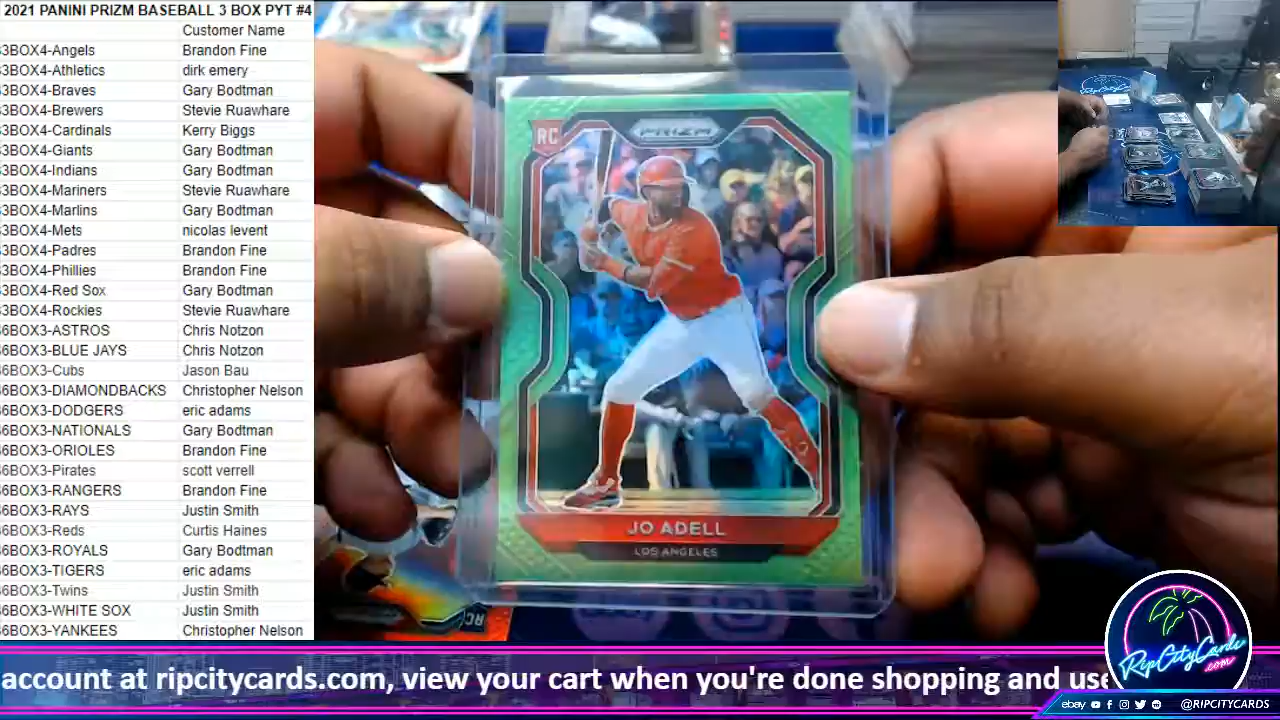 2021 PANINI PRIZM BASEBALL 3 BOX PYT #4
Customer Name
3BOX4-Angels Brandon Fine
3BOX4-Athletics dirk emery
3BOX4-Braves Gary Bodtman
3BOX4-Brewers Stevie Ruawhare
3BOX4-Cardinals Kerry Biggs
3BOX4-Giants Gary Bodtman
3BOX4-Indians Gary Bodtman
3BOX4-Mariners Stevie Ruawhare
3BOX4-Marlins Gary Bodtman
3BOX4-Mets nicolas levent
3BOX4-Padres Brandon Fine
3BOX4-Phillies Brandon Fine
3BOX4-Red Sox Gary Bodtman
3BOX4-Rockies Stevie Ruawhare
6BOX3-ASTROS Chris Notzon
6BOX3-BLUE JAYS Chris Notzon
6BOX3-Cubs Jason Bau
6BOX3-DIAMONDBACKS Christopher Nelson
6BOX3-DODGERS eric adams
6BOX3-NATIONALS Gary Bodtman
6BOX3-ORIOLES Brandon Fine
6BOX3-Pirates scott verrell
6BOX3-RANGERS Brandon Fine
6BOX3-RAYS Justin Smith
6BOX3-Reds Curtis Haines
6BOX3-ROYALS Gary Bodtman
6BOX3-TIGERS eric adams
6BOX3-Twins Justin Smith
6BOX3-WHITE SOX Justin Smith
6BOX3-YANKEES Christopher Nelson
RC
PRIZM
JO ADELL
LOS ANGELES
RC
account at ripcitycards.com, view your cart when you're done shopping and use
RipCityCards
.com
ebay @RIPCITYCARDS